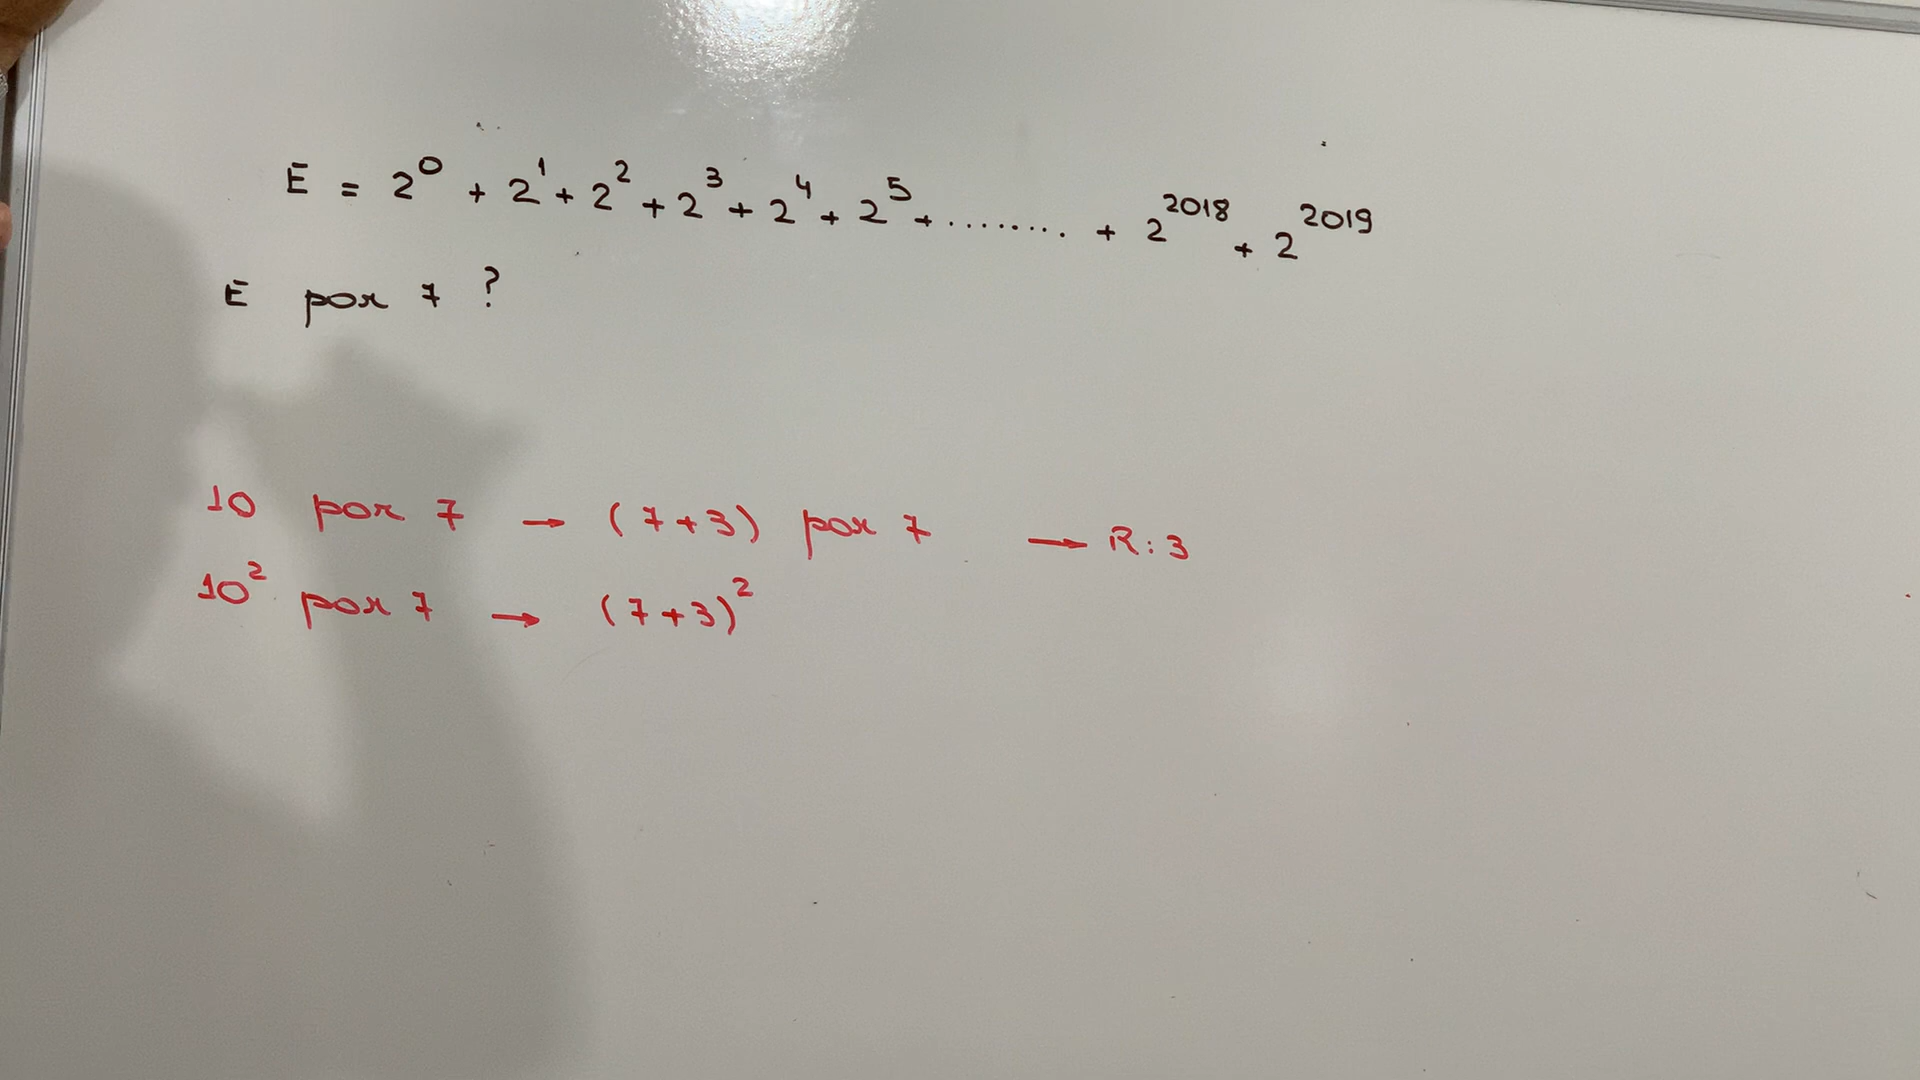 E = 2⁰ + 2¹ + 2² + 2³ + 2⁴ + 2⁵ + ......... + 2²⁰¹⁸ + 2²⁰¹⁹
E por 7 ?
10 por 7 → (7+3) por 7 → R: 3
10² por 7 → (7+3)²